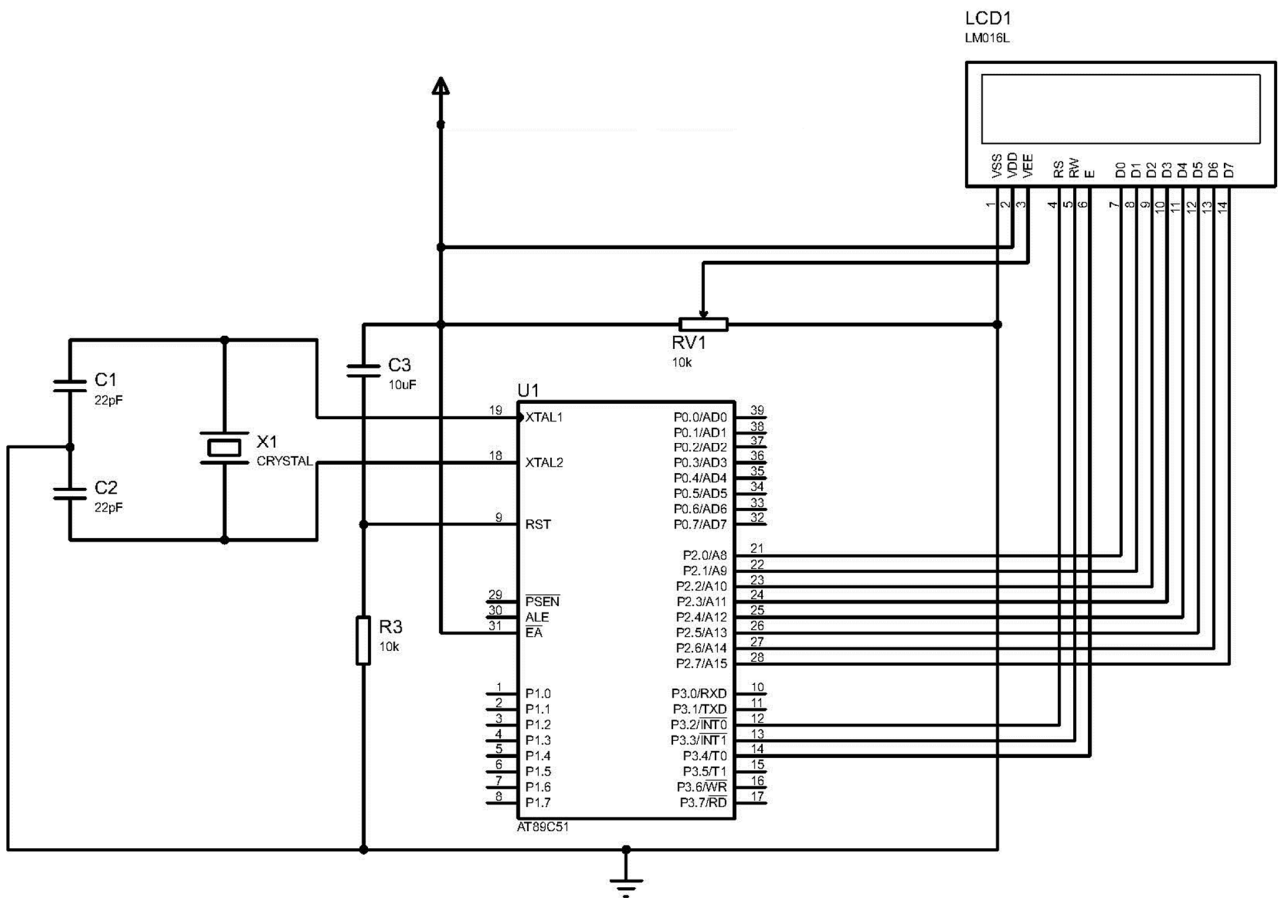 LCD1
LM016L
VSS
VDD
VEE
RS
RW
E
D0
D1
D2
D3
D4
D5
D6
D7
1
2
3
4
5
6
7
8
9
10
11
12
13
14
RV1
10k
C3
10uF
C1
22pF
X1
CRYSTAL
C2
22pF
R3
10k
U1
19 XTAL1
18 XTAL2
9 RST
29 PSEN
30 ALE
31 EA
1 P1.0
2 P1.1
3 P1.2
4 P1.3
5 P1.4
6 P1.5
7 P1.6
8 P1.7
P0.0/AD0 39
P0.1/AD1 38
P0.2/AD2 37
P0.3/AD3 36
P0.4/AD4 35
P0.5/AD5 34
P0.6/AD6 33
P0.7/AD7 32
P2.0/A8 21
P2.1/A9 22
P2.2/A10 23
P2.3/A11 24
P2.4/A12 25
P2.5/A13 26
P2.6/A14 27
P2.7/A15 28
P3.0/RXD 10
P3.1/TXD 11
P3.2/INT0 12
P3.3/INT1 13
P3.4/T0 14
P3.5/T1 15
P3.6/WR 16
P3.7/RD 17
AT89C51